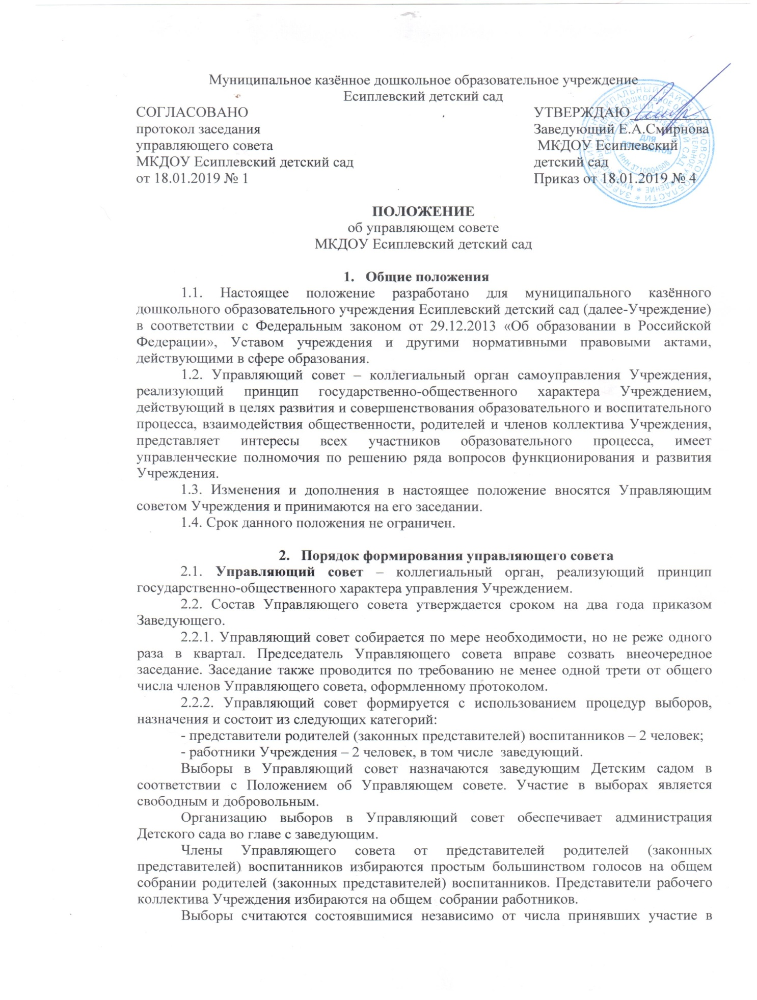 Муниципальное казённое дошкольное образовательное учреждение
Есиплевский детский сад
СОГЛАСОВАНО
протокол заседания
управляющего совета
МКДОУ Есиплевский детский сад
от 18.01.2019 № 1
УТВЕРЖДАЮ
Заведующий Е.А.Смирнова
МКДОУ Есиплевский
детский сад
Приказ от 18.01.2019 № 4
ДЛЯ
ДОКУМЕНТОВ
ИНН 3710004608
ПОЛОЖЕНИЕ
об управляющем совете
МКДОУ Есиплевский детский сад
1. Общие положения
1.1. Настоящее положение разработано для муниципального казённого
дошкольного образовательного учреждения Есиплевский детский сад (далее-Учреждение)
в соответствии с Федеральным законом от 29.12.2013 «Об образовании в Российской
Федерации», Уставом учреждения и другими нормативными правовыми актами,
действующими в сфере образования.
1.2. Управляющий совет – коллегиальный орган самоуправления Учреждения,
реализующий принцип государственно-общественного характера Учреждением,
действующий в целях развития и совершенствования образовательного и воспитательного
процесса, взаимодействия общественности, родителей и членов коллектива Учреждения,
представляет интересы всех участников образовательного процесса, имеет
управленческие полномочия по решению ряда вопросов функционирования и развития
Учреждения.
1.3. Изменения и дополнения в настоящее положение вносятся Управляющим
советом Учреждения и принимаются на его заседании.
1.4. Срок данного положения не ограничен.
2. Порядок формирования управляющего совета
2.1. Управляющий совет – коллегиальный орган, реализующий принцип
государственно-общественного характера управления Учреждением.
2.2. Состав Управляющего совета утверждается сроком на два года приказом
Заведующего.
2.2.1. Управляющий совет собирается по мере необходимости, но не реже одного
раза в квартал. Председатель Управляющего совета вправе созвать внеочередное
заседание. Заседание также проводится по требованию не менее одной трети от общего
числа членов Управляющего совета, оформленному протоколом.
2.2.2. Управляющий совет формируется с использованием процедур выборов,
назначения и состоит из следующих категорий:
- представители родителей (законных представителей) воспитанников – 2 человек;
- работники Учреждения – 2 человек, в том числе  заведующий.
Выборы в Управляющий совет назначаются заведующим Детским садом в
соответствии с Положением об Управляющем совете. Участие в выборах является
свободным и добровольным.
Организацию выборов в Управляющий совет обеспечивает администрация
Детского сада во главе с заведующим.
Члены Управляющего совета от представителей родителей (законных
представителей) воспитанников избираются простым большинством голосов на общем
собрании родителей (законных представителей) воспитанников. Представители рабочего
коллектива Учреждения избираются на общем  собрании работников.
Выборы считаются состоявшимися независимо от числа принявших участие в